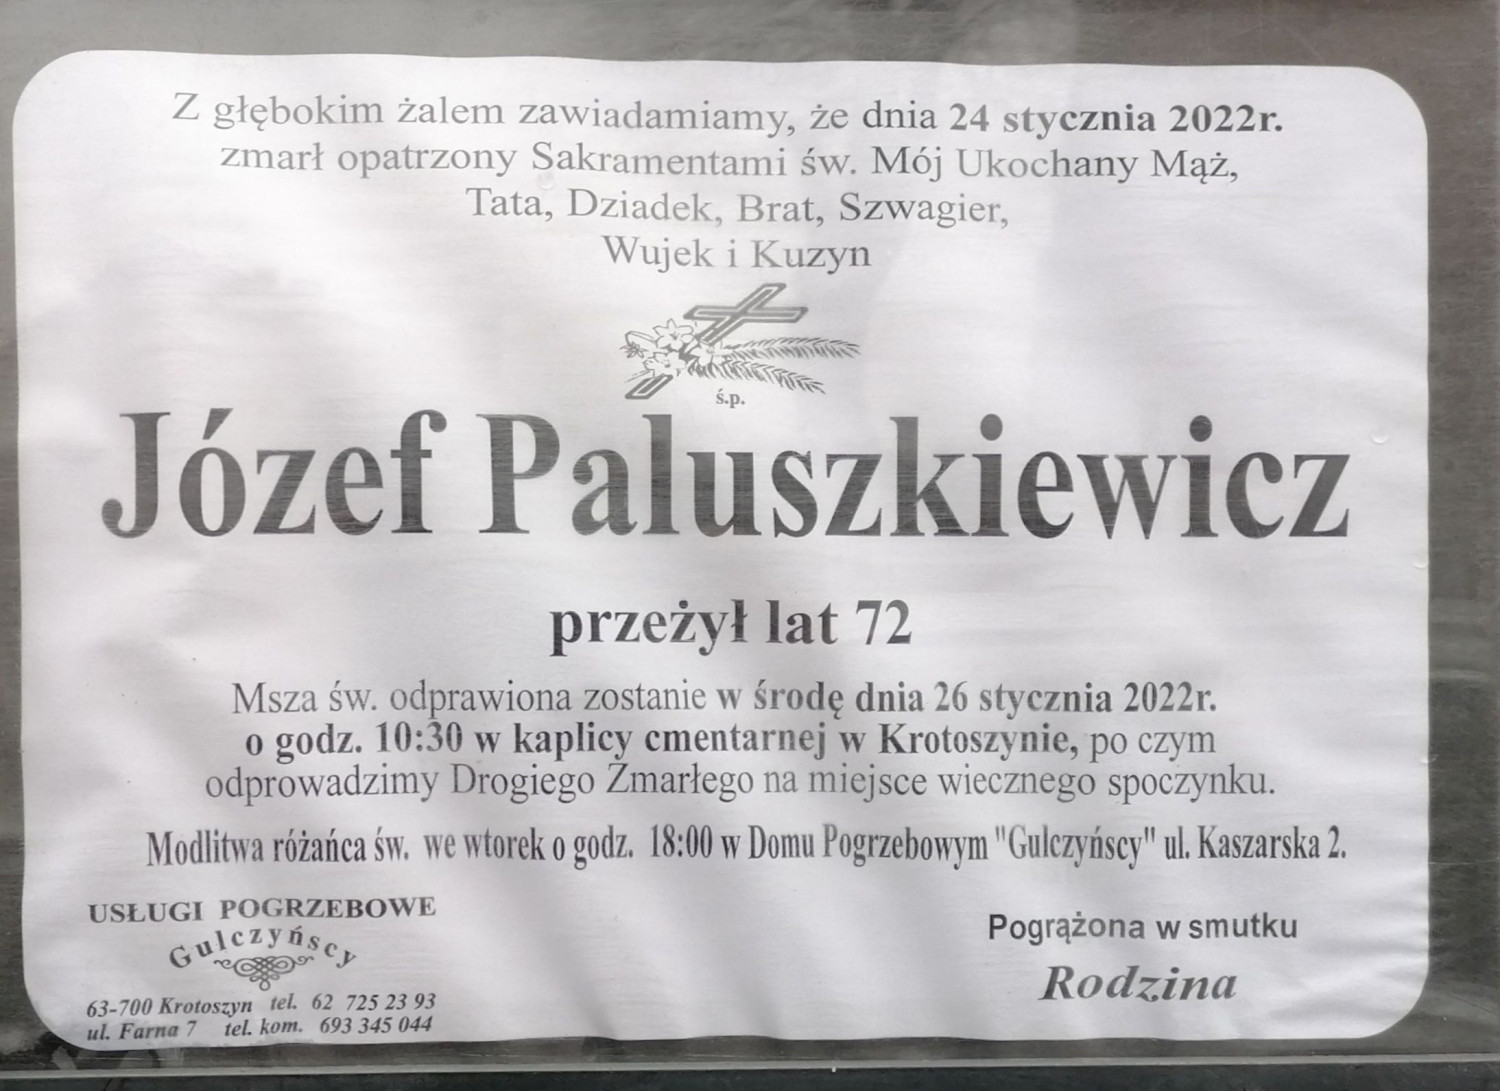 Z głębokim żalem zawiadamiamy, że dnia 24 stycznia 2022r.
zmarł opatrzony Sakramentami św. Mój Ukochany Mąż,
Tata, Dziadek, Brat, Szwagier,
Wujek i Kuzyn
ś.p.
Józef Paluszkiewicz
przeżył lat 72
Msza św. odprawiona zostanie w środę dnia 26 stycznia 2022r.
o godz. 10:30 w kaplicy cmentarnej w Krotoszynie, po czym
odprowadzimy Drogiego Zmarłego na miejsce wiecznego spoczynku.
Modlitwa różańca św. we wtorek o godz. 18:00 w Domu Pogrzebowym "Gulczyńscy" ul. Kaszarska 2.
USŁUGI POGRZEBOWE
Gulczyńscy
63-700 Krotoszyn tel. 62 725 23 93
ul. Farna 7 tel. kom. 693 345 044
Pogrążona w smutku
Rodzina